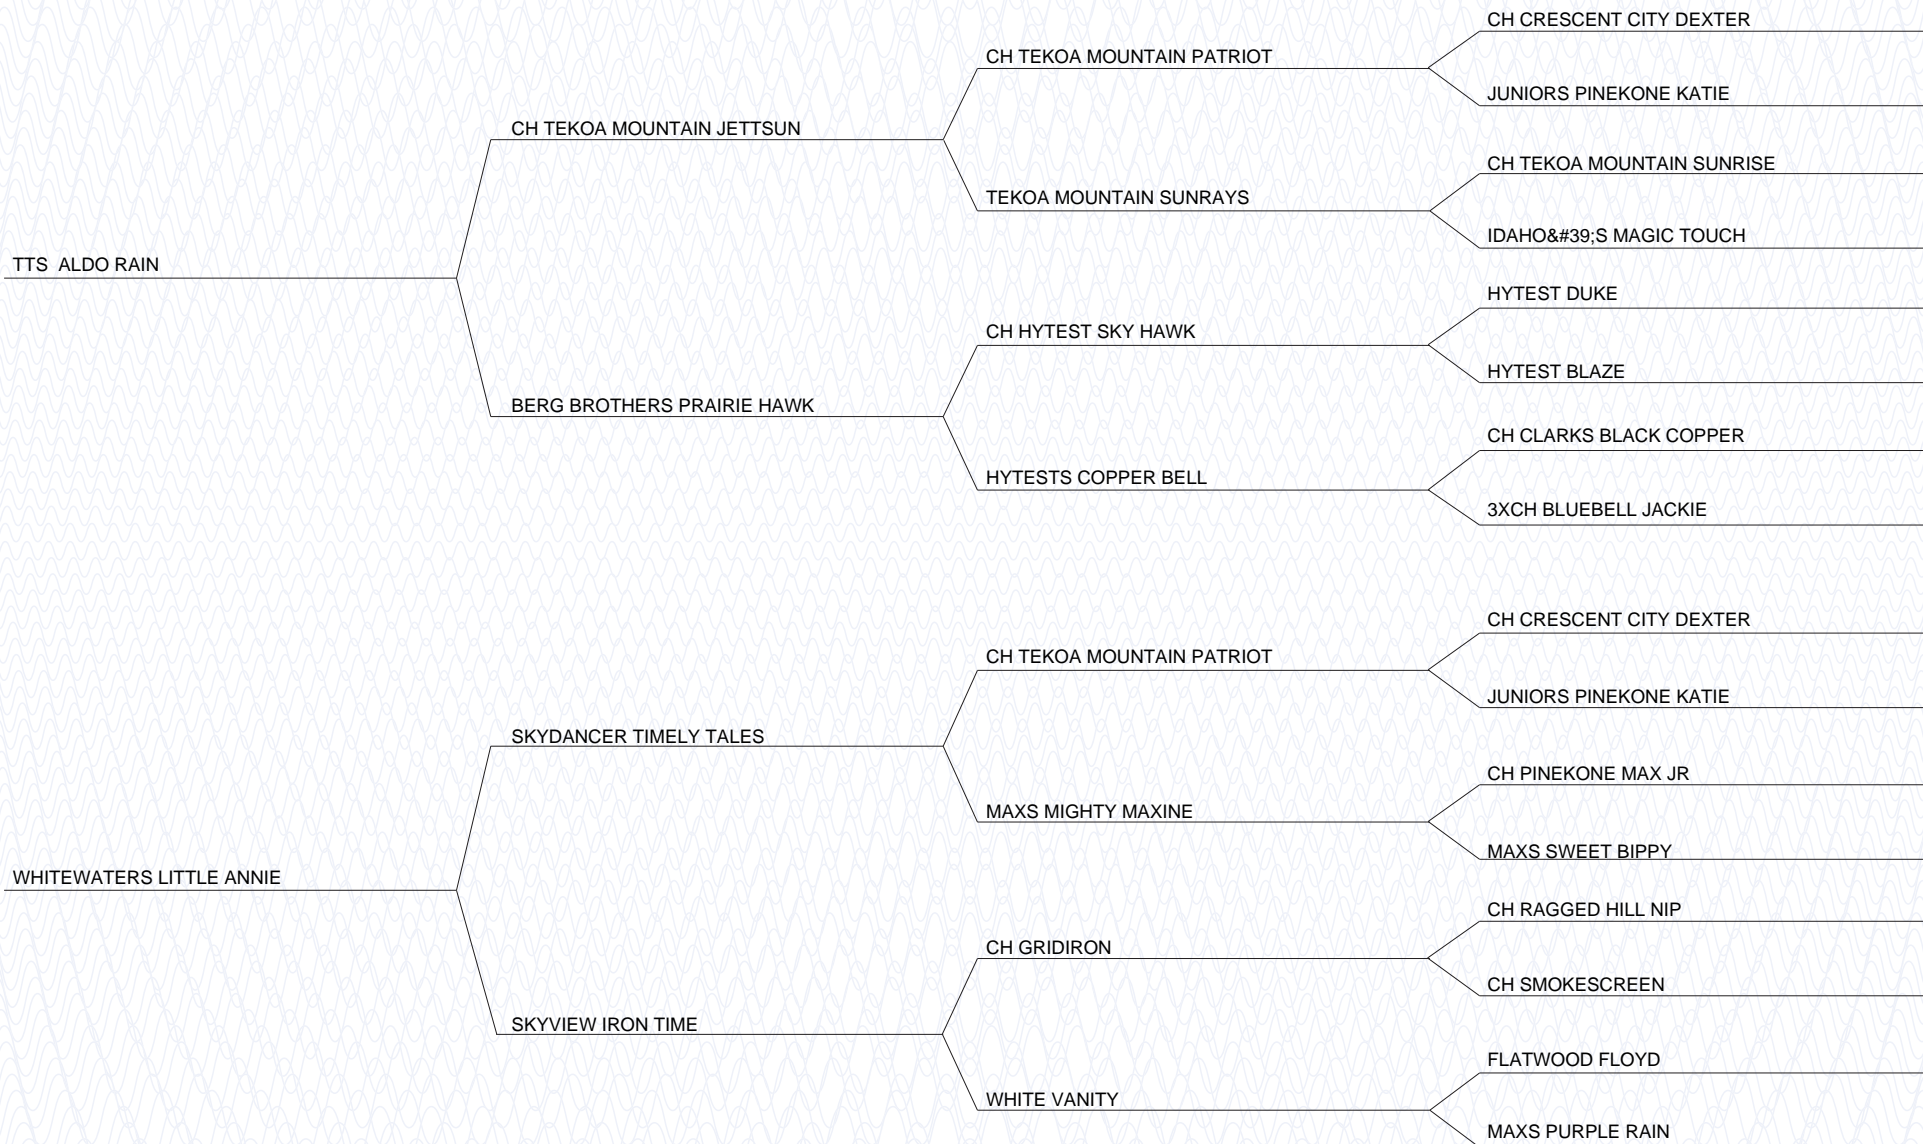 CH CRESCENT CITY DEXTER
CH TEKOA MOUNTAIN PATRIOT
JUNIORS PINEKONE KATIE
CH TEKOA MOUNTAIN JETTSUN
CH TEKOA MOUNTAIN SUNRISE
TEKOA MOUNTAIN SUNRAYS
IDAHO&#39;S MAGIC TOUCH
TTS  ALDO RAIN
HYTEST DUKE
CH HYTEST SKY HAWK
HYTEST BLAZE
BERG BROTHERS PRAIRIE HAWK
CH CLARKS BLACK COPPER
HYTESTS COPPER BELL
3XCH BLUEBELL JACKIE
CH CRESCENT CITY DEXTER
CH TEKOA MOUNTAIN PATRIOT
JUNIORS PINEKONE KATIE
SKYDANCER TIMELY TALES
CH PINEKONE MAX JR
MAXS MIGHTY MAXINE
MAXS SWEET BIPPY
WHITEWATERS LITTLE ANNIE
CH RAGGED HILL NIP
CH GRIDIRON
CH SMOKESCREEN
SKYVIEW IRON TIME
FLATWOOD FLOYD
WHITE VANITY
MAXS PURPLE RAIN